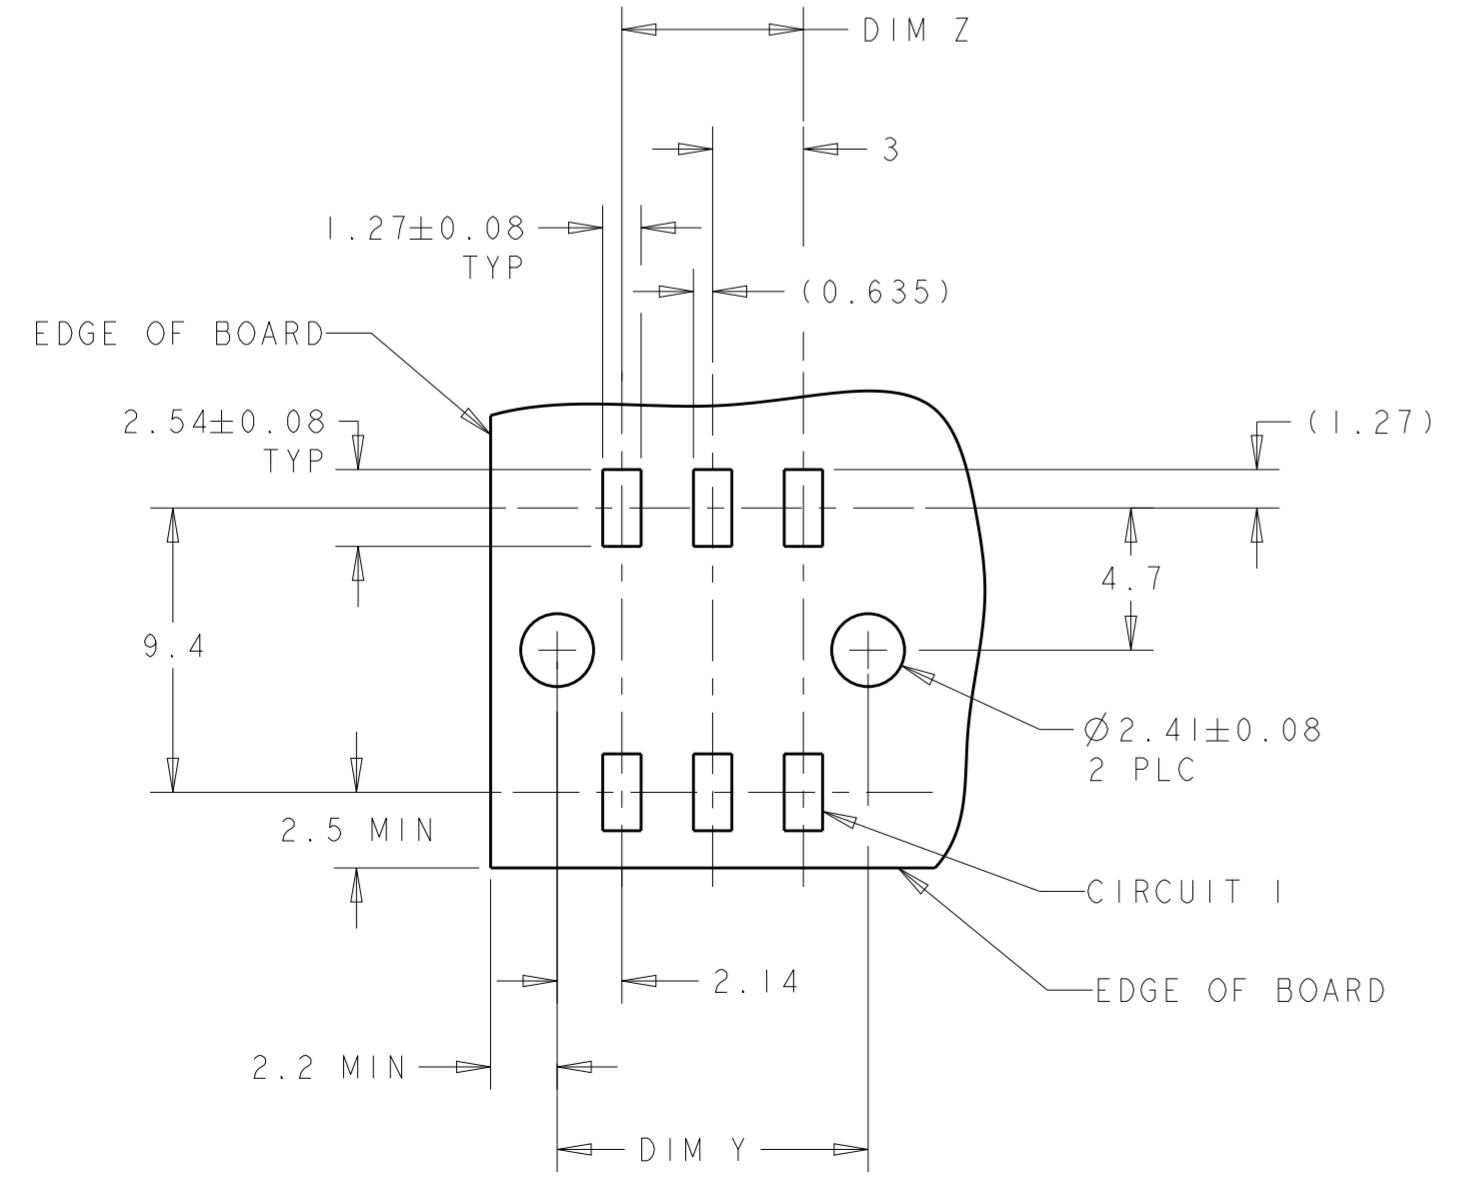 DIM Z
3
1.27±0.08
TYP
(0.635)
EDGE OF BOARD
2.54±0.08
TYP
(1.27)
4.7
9.4
Ø2.41±0.08
2 PLC
2.5 MIN
CIRCUIT 1
2.14
EDGE OF BOARD
2.2 MIN
DIM Y